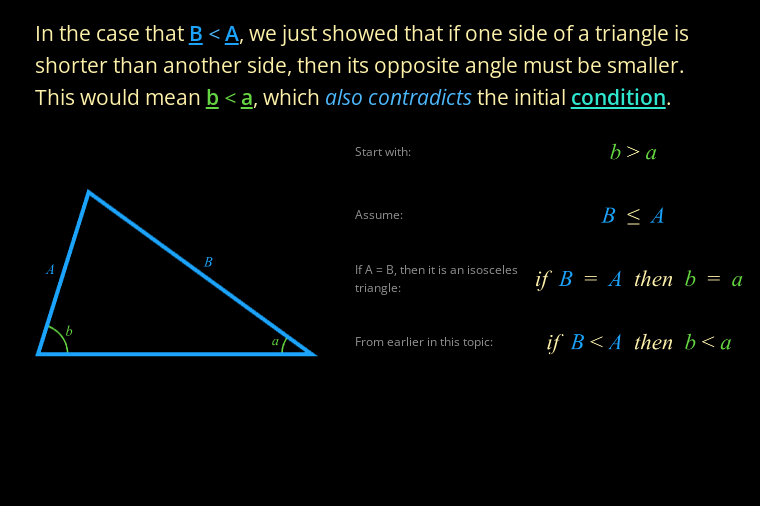 In the case that B < A, we just showed that if one side of a triangle is
shorter than another side, then its opposite angle must be smaller.
This would mean b < a, which also contradicts the initial condition.
Start with: b > a
Assume: B ≤ A
If A = B, then it is an isosceles
triangle: if B = A then b = a
From earlier in this topic: if B < A then b < a
A
B
b
a